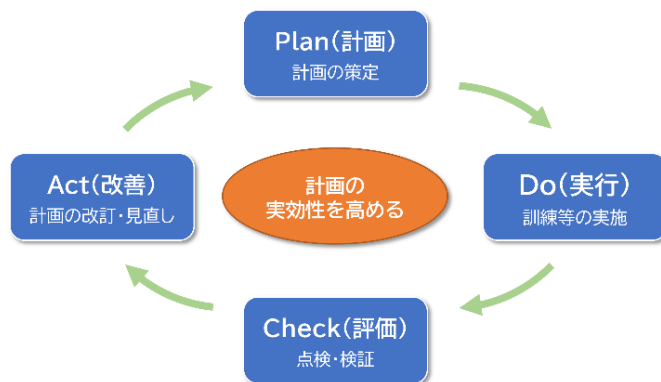 Plan(計画)
計画の策定
Act(改善)
計画の改訂・見直し
計画の
実効性を高める
Do(実行)
訓練等の実施
Check(評価)
点検・検証